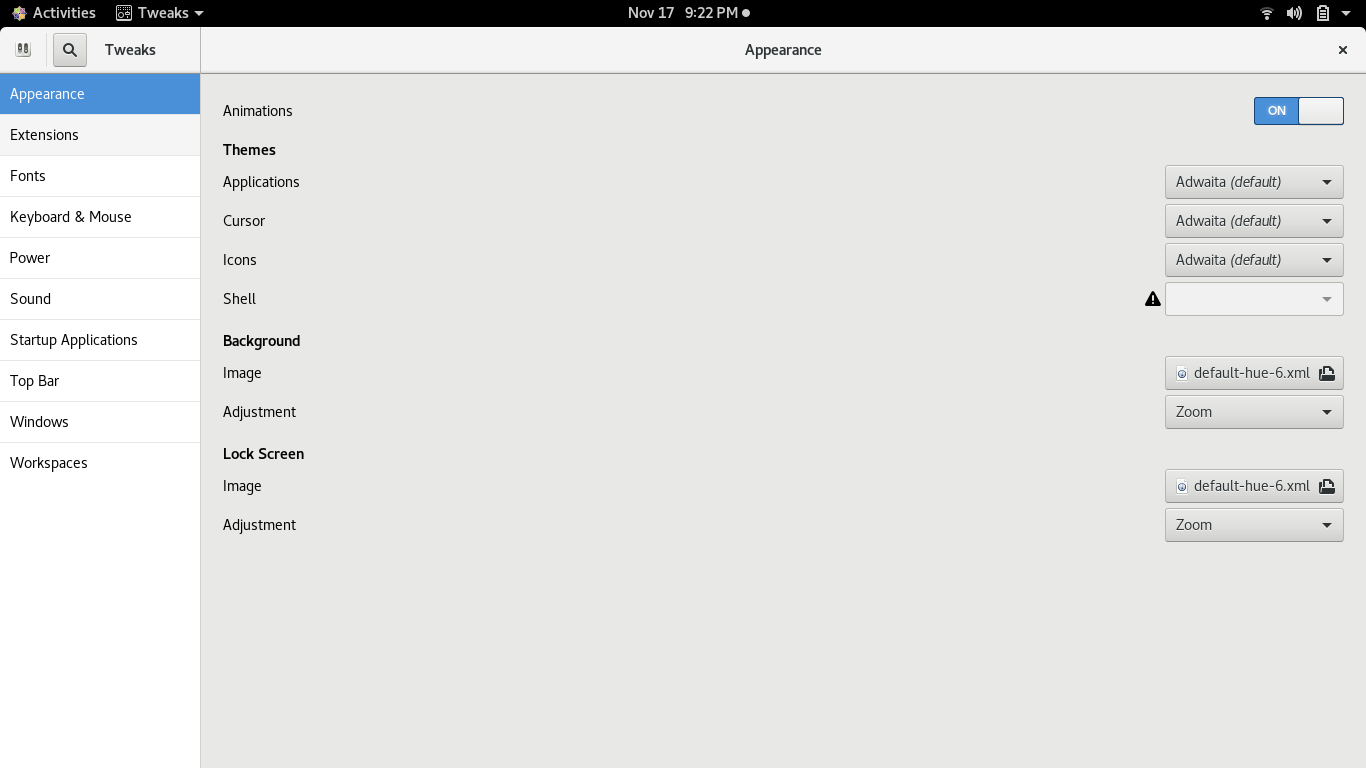 Activities Tweaks Nov 17 9:22 PM
Tweaks Appearance
Appearance
Extensions
Fonts
Keyboard & Mouse
Power
Sound
Startup Applications
Top Bar
Windows
Workspaces
Animations ON
Themes
Applications Adwaita (default)
Cursor Adwaita (default)
Icons Adwaita (default)
Shell
Background
Image default-hue-6.xml
Adjustment Zoom
Lock Screen
Image default-hue-6.xml
Adjustment Zoom